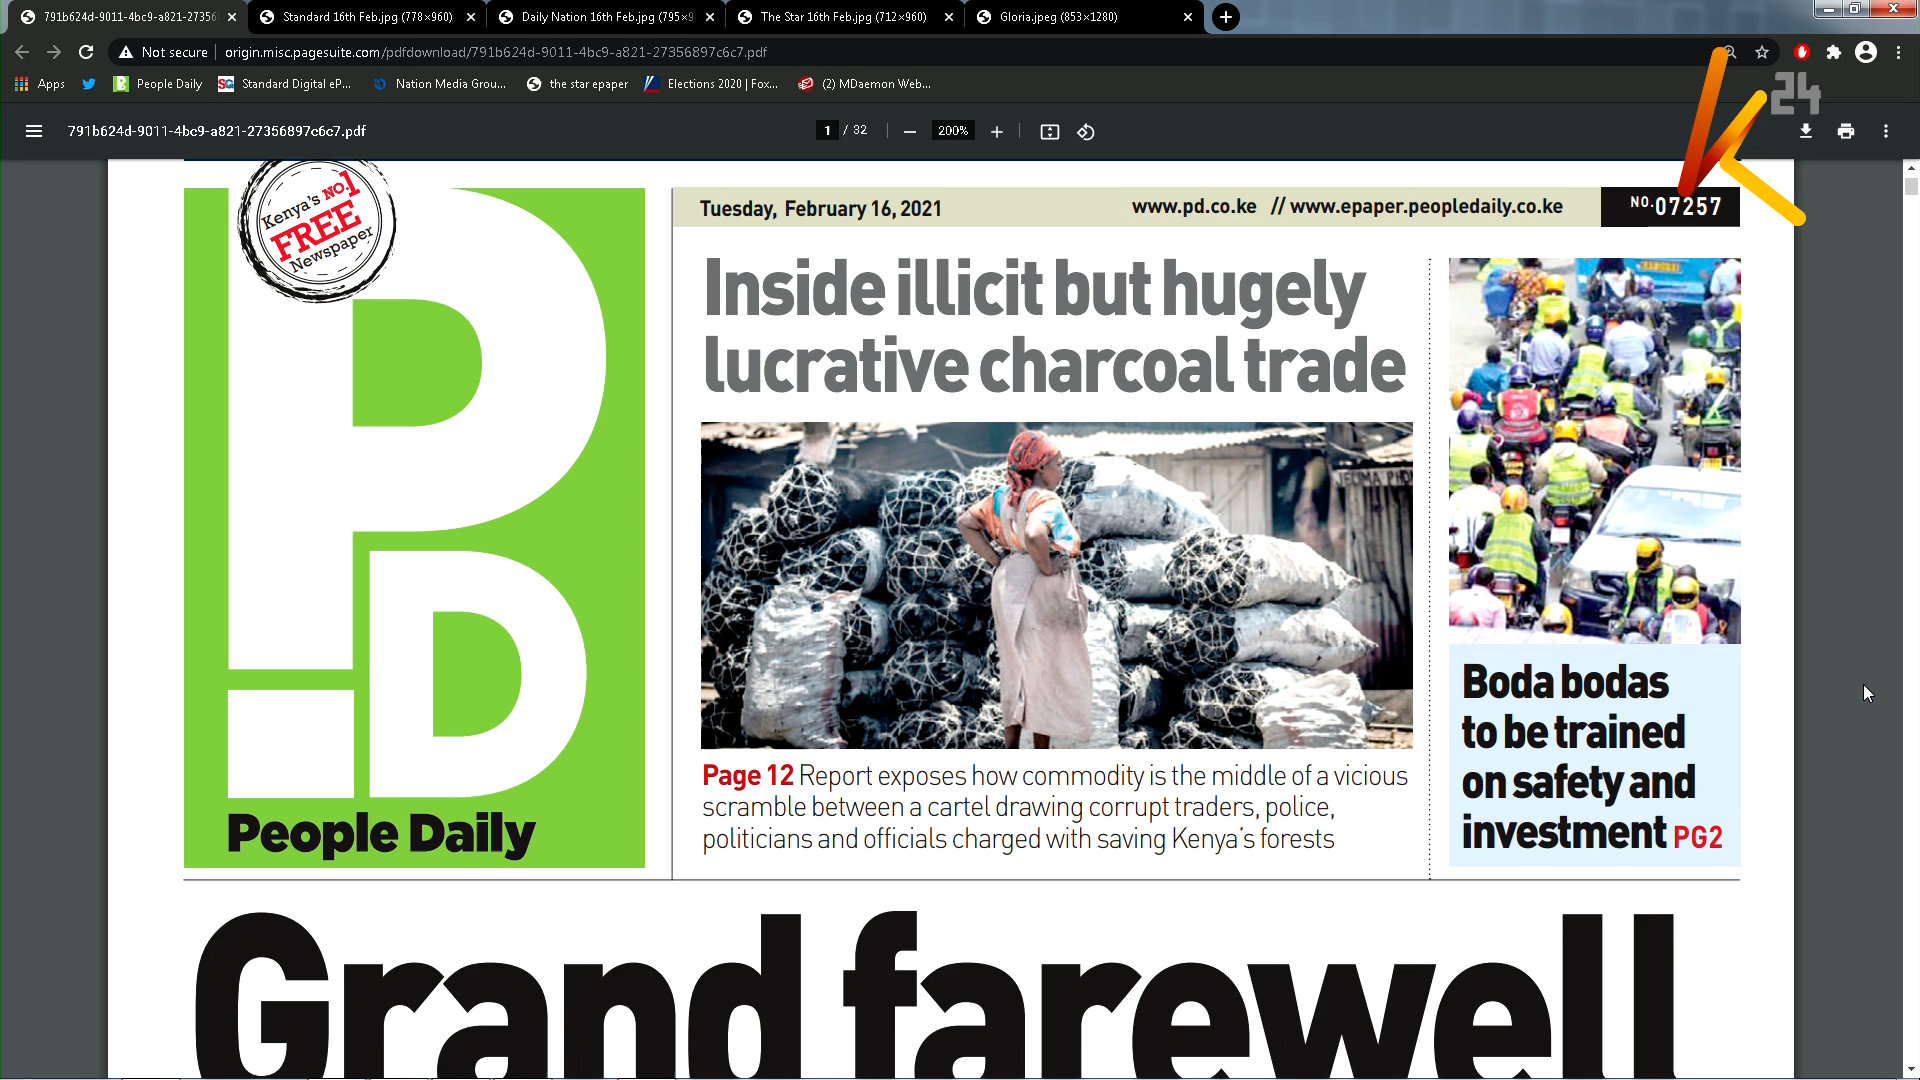 791b624d-9011-4bc9-a821-27356
Standard 16th Feb.jpg (778×960)
Daily Nation 16th Feb.jpg (795×9
The Star 16th Feb.jpg (712×960)
Gloria.jpeg (853×1280)
Not secure
origin.misc.pagesuite.com/pdfdownload/791b624d-9011-4bc9-a821-27356897c6c7.pdf
Apps
People Daily
Standard Digital eP...
Nation Media Grou...
the star epaper
Elections 2020 | Fox...
(2) MDaemon Web...
K24
791b624d-9011-4bc9-a821-27356897c6c7.pdf
1 / 32
200%
Kenya's NO.1
FREE
Newspaper
PD
People Daily
Tuesday, February 16, 2021
www.pd.co.ke // www.epaper.peopledaily.co.ke
NO.07257
Inside illicit but hugely
lucrative charcoal trade
Page 12 Report exposes how commodity is the middle of a vicious
scramble between a cartel drawing corrupt traders, police,
politicians and officials charged with saving Kenya's forests
Boda bodas
to be trained
on safety and
investment PG2
Grand farewell